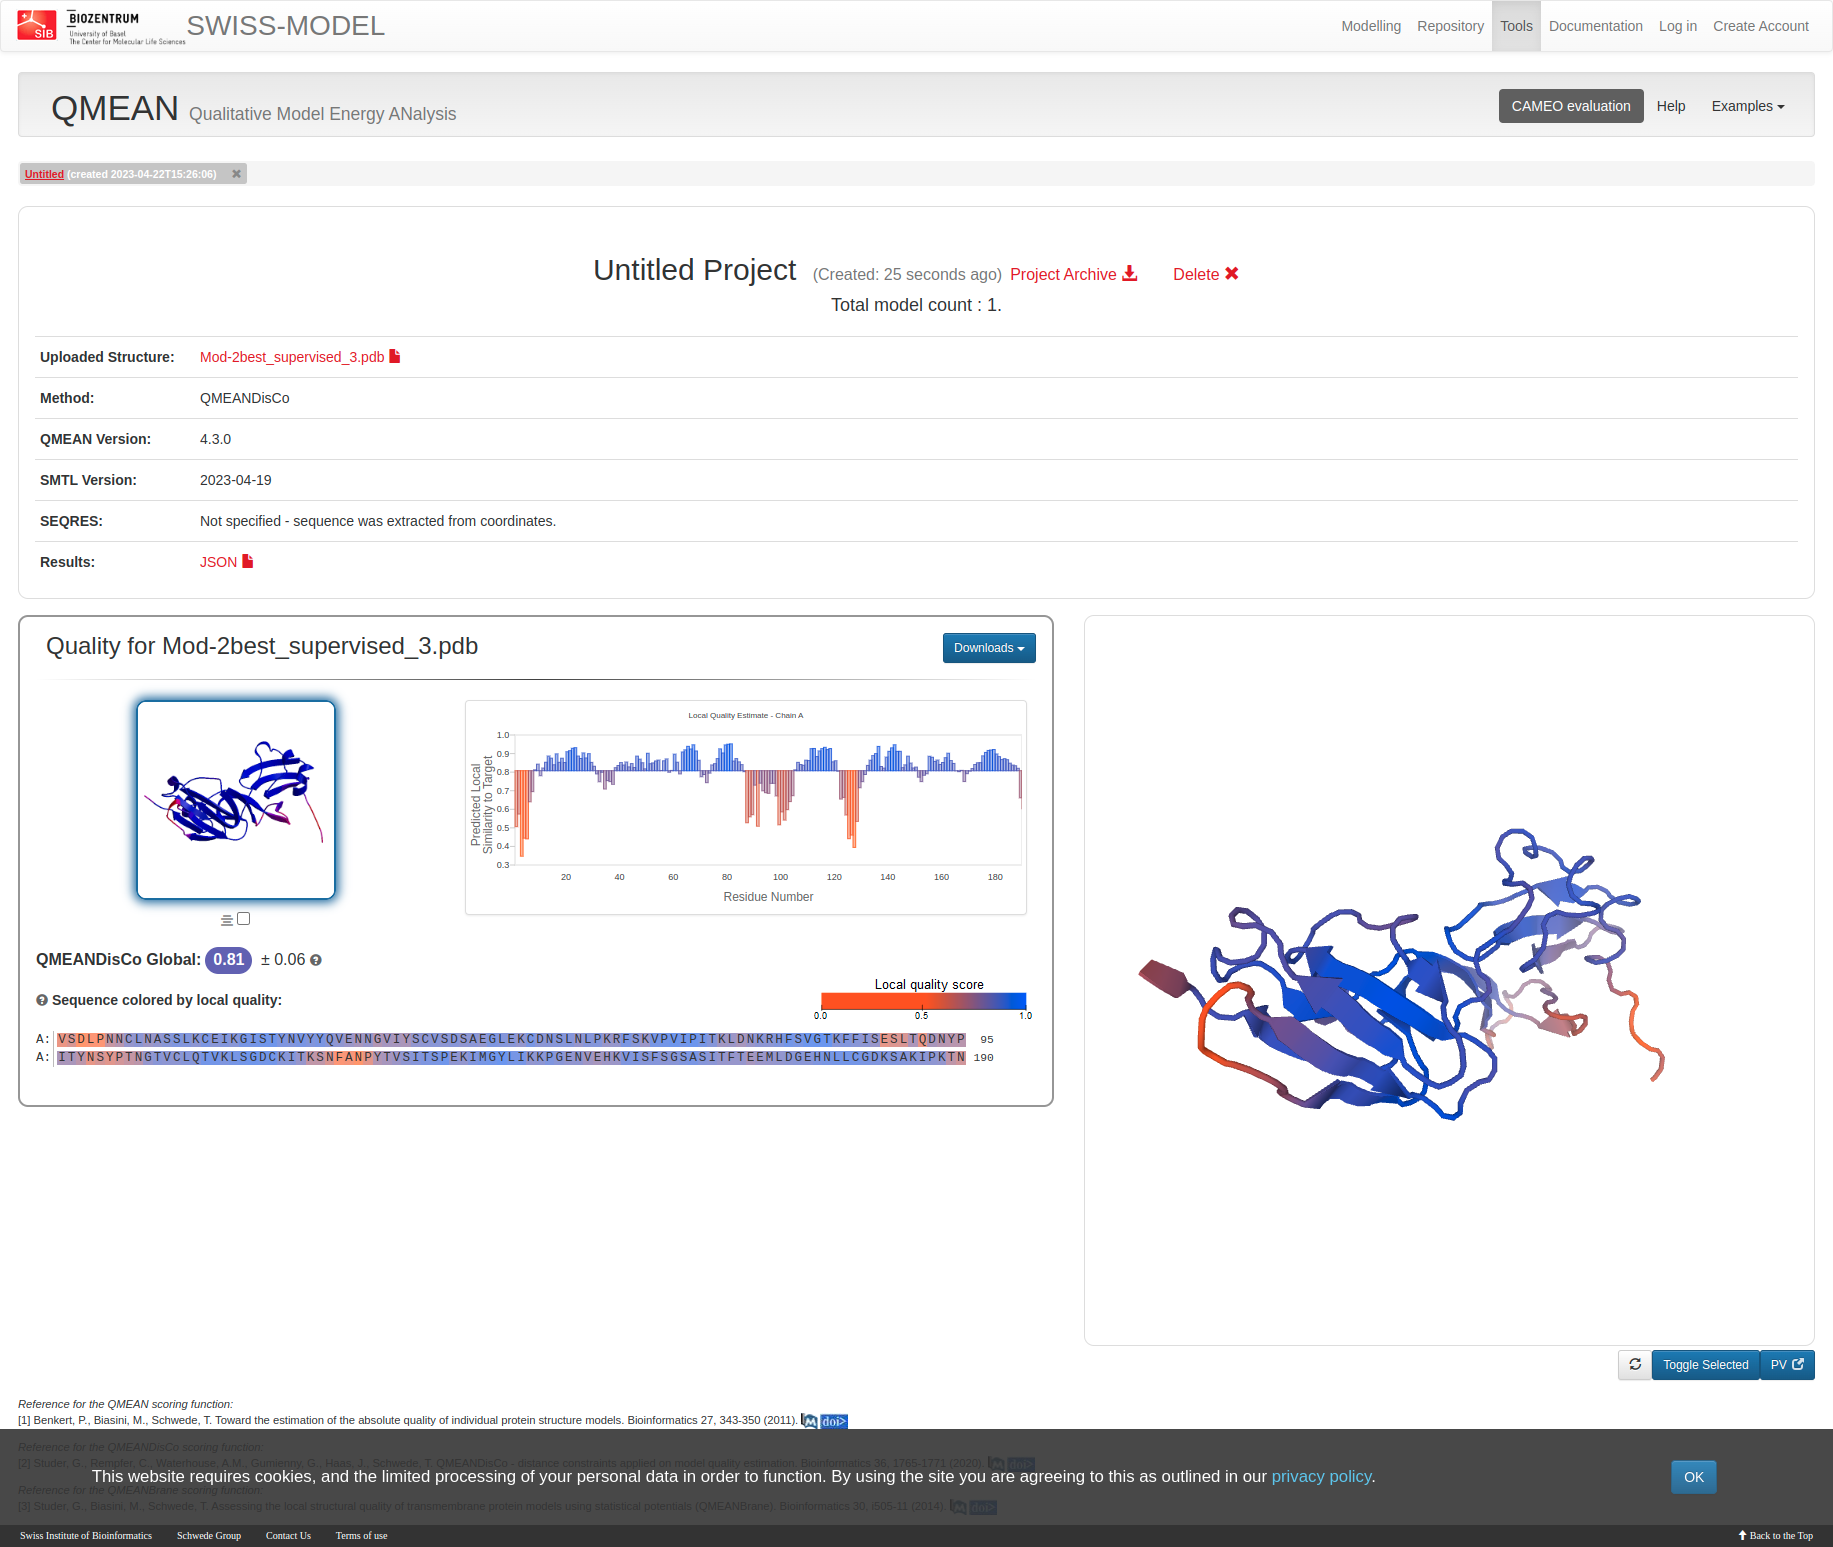 SIB
BIOZENTRUM
University of Basel
The Center for Molecular Life Sciences
SWISS-MODEL
Modelling Repository Tools Documentation Log in Create Account
QMEAN Qualitative Model Energy ANalysis
CAMEO evaluation Help Examples
Untitled (created 2023-04-22T15:26:06)
Untitled Project (Created: 25 seconds ago) Project Archive Delete
Total model count : 1.
Uploaded Structure: Mod-2best_supervised_3.pdb
Method: QMEANDisCo
QMEAN Version: 4.3.0
SMTL Version: 2023-04-19
SEQRES: Not specified - sequence was extracted from coordinates.
Results: JSON
Quality for Mod-2best_supervised_3.pdb
Downloads
Local Quality Estimate - Chain A
Predicted Local
Similarity to Target
1.0
0.9
0.8
0.7
0.6
0.5
0.4
0.3
20 40 60 80 100 120 140 160 180
Residue Number
QMEANDisCo Global: 0.81 ± 0.06
Sequence colored by local quality:
Local quality score
0.0 0.5 1.0
A: VSDLPNNCLNASSLKCEIKGISTYNVYYQVENNGVIYSCVSDSAEGLEKCDNSLNLPKRFSKVPVIPITKLDNKRHFSVGTKFFISESLTQDNYP 95
A: ITYNSYPTNGTVCLQTVKLSGDCKITKSNFANPYTVSITSPEKIMGYLIKKPGENVEHKVISFSGSASITFTEEMLDGEHNLLCGDKSAKIPKTN 190
Toggle Selected
PV
Reference for the QMEAN scoring function:
[1] Benkert, P., Biasini, M., Schwede, T. Toward the estimation of the absolute quality of individual protein structure models. Bioinformatics 27, 343-350 (2011). M doi>
Reference for the QMEANDisCo scoring function:
[2] Studer, G., Rempfer, C., Waterhouse, A.M., Gumienny, G., Haas, J., Schwede, T. QMEANDisCo - distance constraints applied on model quality estimation. Bioinformatics 36, 1765-1771 (2020). M doi>
This website requires cookies, and the limited processing of your personal data in order to function. By using the site you are agreeing to this as outlined in our privacy policy.
OK
Reference for the QMEANBrane scoring function:
[3] Studer, G., Biasini, M., Schwede, T. Assessing the local structural quality of transmembrane protein models using statistical potentials (QMEANBrane). Bioinformatics 30, i505-11 (2014). M doi>
Swiss Institute of Bioinformatics Schwede Group Contact Us Terms of use
Back to the Top